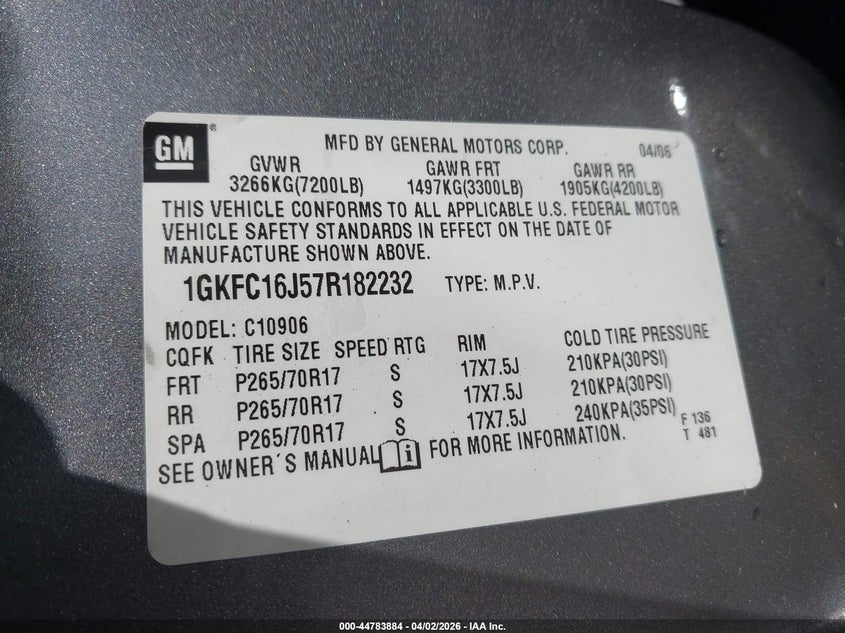 GM®
MFD BY GENERAL MOTORS CORP. 04/06
GVWR GAWR FRT GAWR RR
3266KG(7200LB) 1497KG(3300LB) 1905KG(4200LB)
THIS VEHICLE CONFORMS TO ALL APPLICABLE U.S. FEDERAL MOTOR
VEHICLE SAFETY STANDARDS IN EFFECT ON THE DATE OF
MANUFACTURE SHOWN ABOVE.
1GKFC16J57R182232 TYPE: M.P.V.
MODEL: C10906
CQFK TIRE SIZE SPEED RTG RIM COLD TIRE PRESSURE
FRT P265/70R17 S 17X7.5J 210KPA(30PSI)
RR P265/70R17 S 17X7.5J 210KPA(30PSI)
SPA P265/70R17 S 17X7.5J 240KPA(35PSI)
F 136
T 481
SEE OWNER´S MANUAL i FOR MORE INFORMATION.
000-44783884 - 04/02/2026 - IAA Inc.